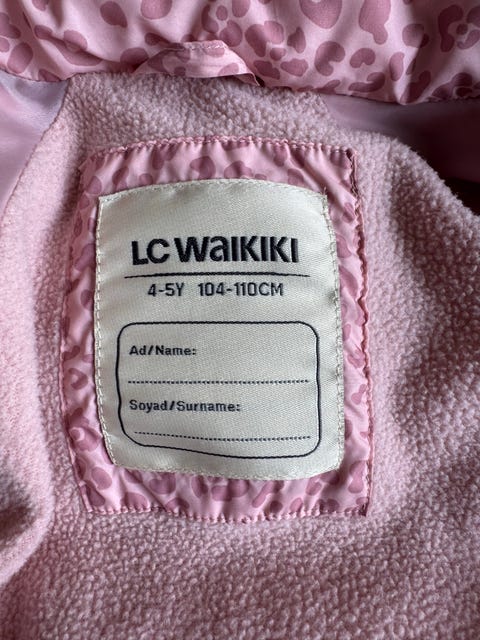 LC WAIKIKI
4-5Y 104-110CM
Ad/Name:
Soyad/Surname: